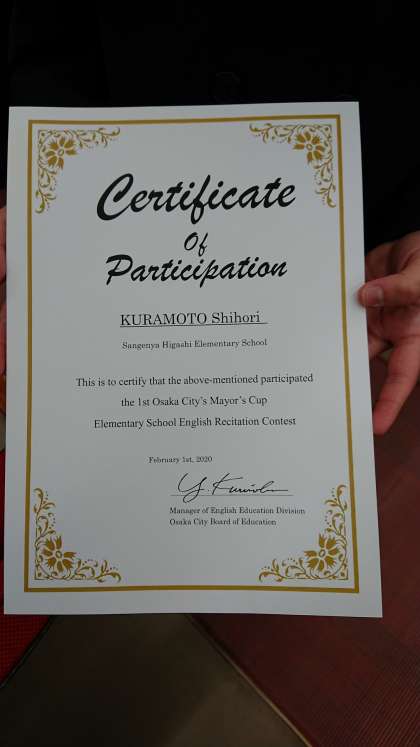 Certificate
Of
Participation
KURAMOTO Shihori
Sangenya Higashi Elementary School
This is to certify that the above-mentioned participated
the 1st Osaka City's Mayor's Cup
Elementary School English Recitation Contest
February 1st, 2020
Manager of English Education Division
Osaka City Board of Education